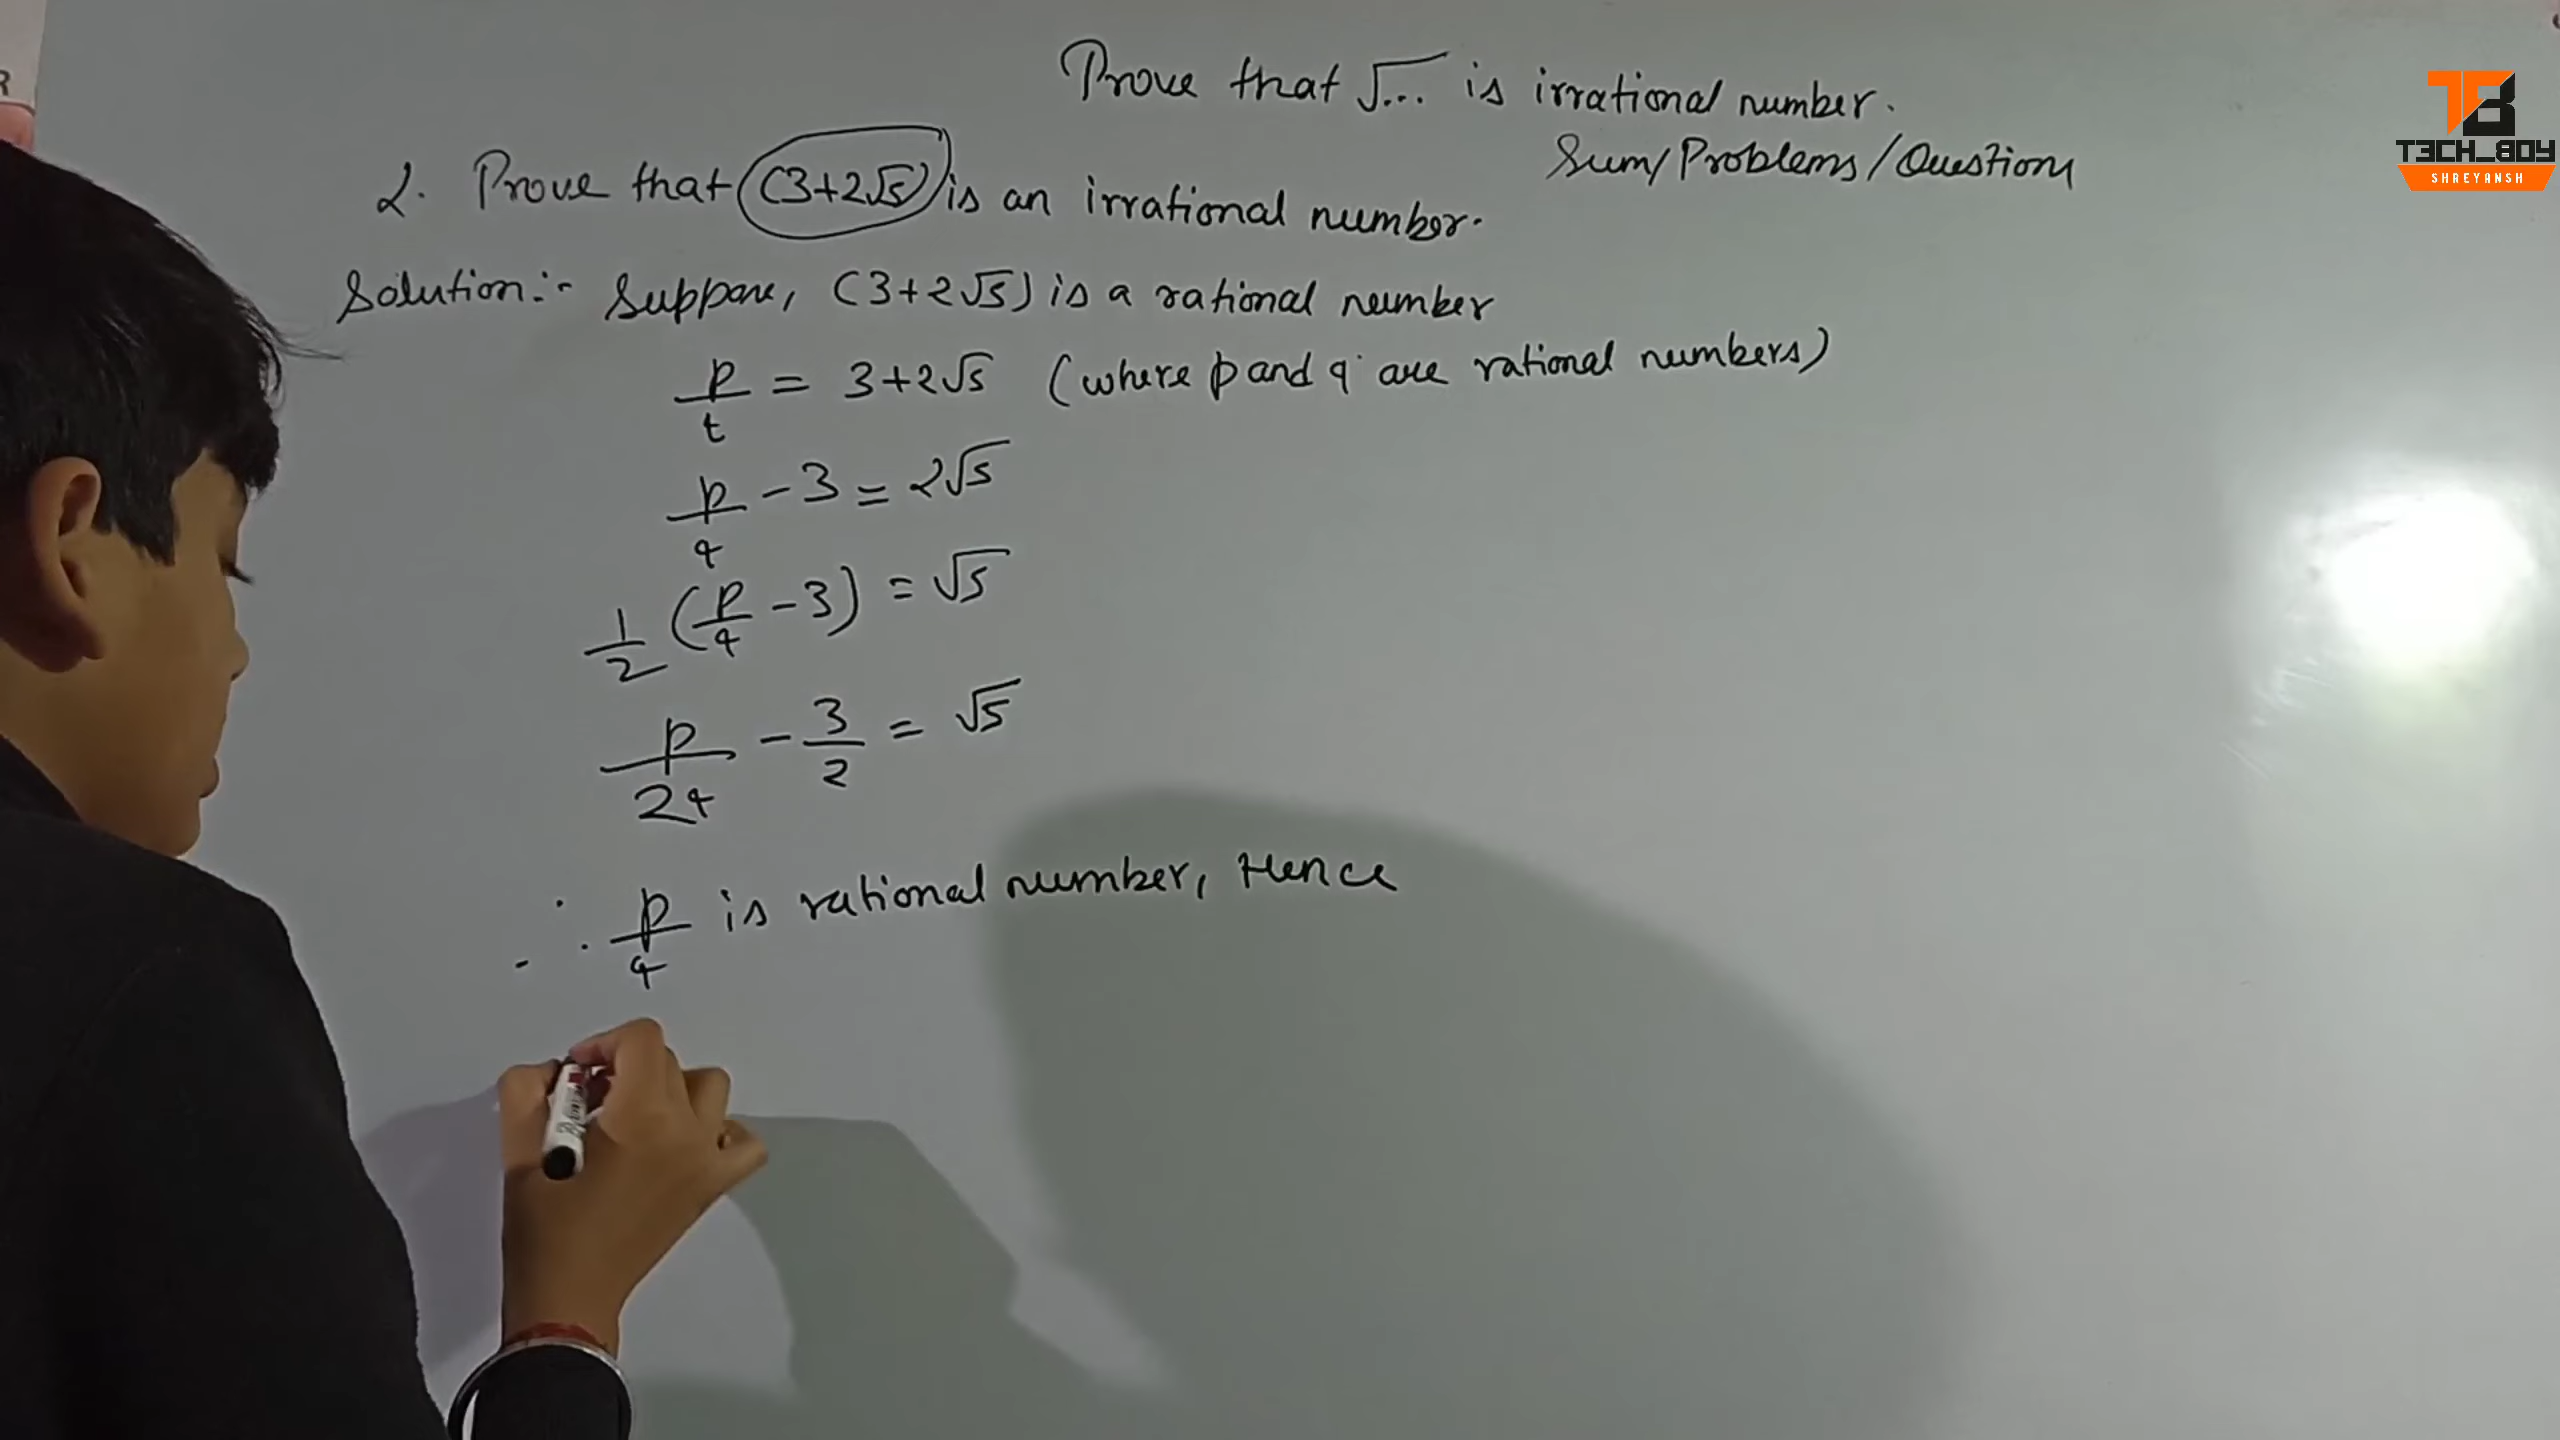 R
Prove that √... is irrational number.
Sum/Problems/Questions
T3CH_BOY
SHREYANSH
2. Prove that (3+2√5) is an irrational number.
Solution:- Suppose, (3+2√5) is a rational number
p/t = 3+2√5 (where p and q are rational numbers)
p/q - 3 = 2√5
1/2 (p/q - 3) = √5
p/2q - 3/2 = √5
∴ p/q is rational number, Hence